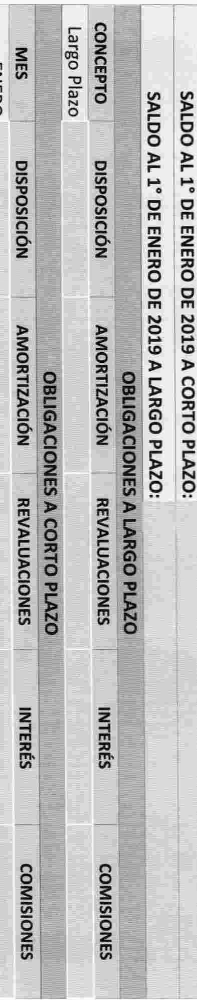 SALDO AL 1° DE ENERO DE 2019 A CORTO PLAZO:
SALDO AL 1° DE ENERO DE 2019 A LARGO PLAZO:
OBLIGACIONES A LARGO PLAZO
CONCEPTO DISPOSICIÓN AMORTIZACIÓN REVALUACIONES INTERÉS COMISIONES
Largo Plazo
OBLIGACIONES A CORTO PLAZO
MES DISPOSICIÓN AMORTIZACIÓN REVALUACIONES INTERÉS COMISIONES